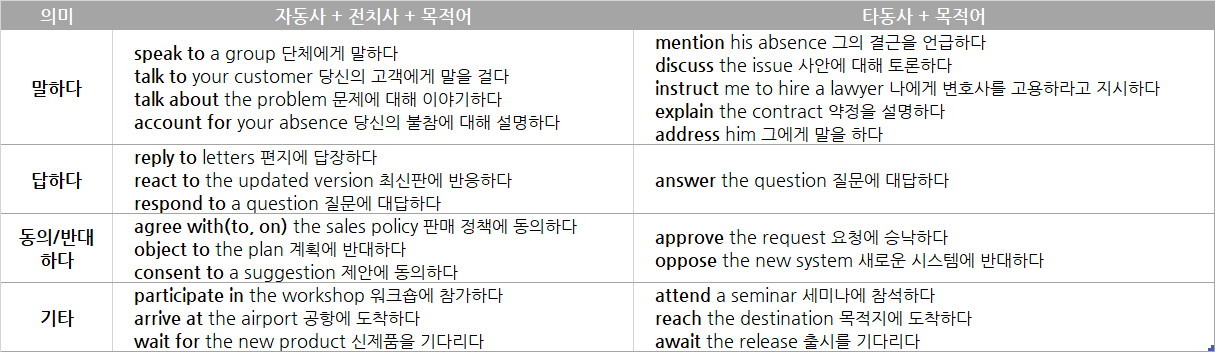 의미 자동사 + 전치사 + 목적어 타동사 + 목적어
말하다
speak to a group 단체에게 말하다
talk to your customer 당신의 고객에게 말을 걸다
talk about the problem 문제에 대해 이야기하다
account for your absence 당신의 불참에 대해 설명하다
mention his absence 그의 결근을 언급하다
discuss the issue 사안에 대해 토론하다
instruct me to hire a lawyer 나에게 변호사를 고용하라고 지시하다
explain the contract 약정을 설명하다
address him 그에게 말을 하다
답하다
reply to letters 편지에 답장하다
react to the updated version 최신판에 반응하다
respond to a question 질문에 대답하다
answer the question 질문에 대답하다
동의/반대
하다
agree with(to, on) the sales policy 판매 정책에 동의하다
object to the plan 계획에 반대하다
consent to a suggestion 제안에 동의하다
approve the request 요청에 승낙하다
oppose the new system 새로운 시스템에 반대하다
기타
participate in the workshop 워크숍에 참가하다
arrive at the airport 공항에 도착하다
wait for the new product 신제품을 기다리다
attend a seminar 세미나에 참석하다
reach the destination 목적지에 도착하다
await the release 출시를 기다리다